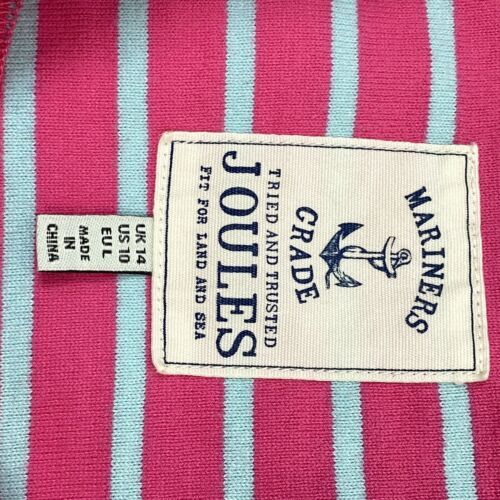 MARINERS
GRADE
TRIED AND TRUSTED
JOULES
FIT FOR LAND AND SEA
UK 14
US 10
EU L
MADE
IN
CHINA